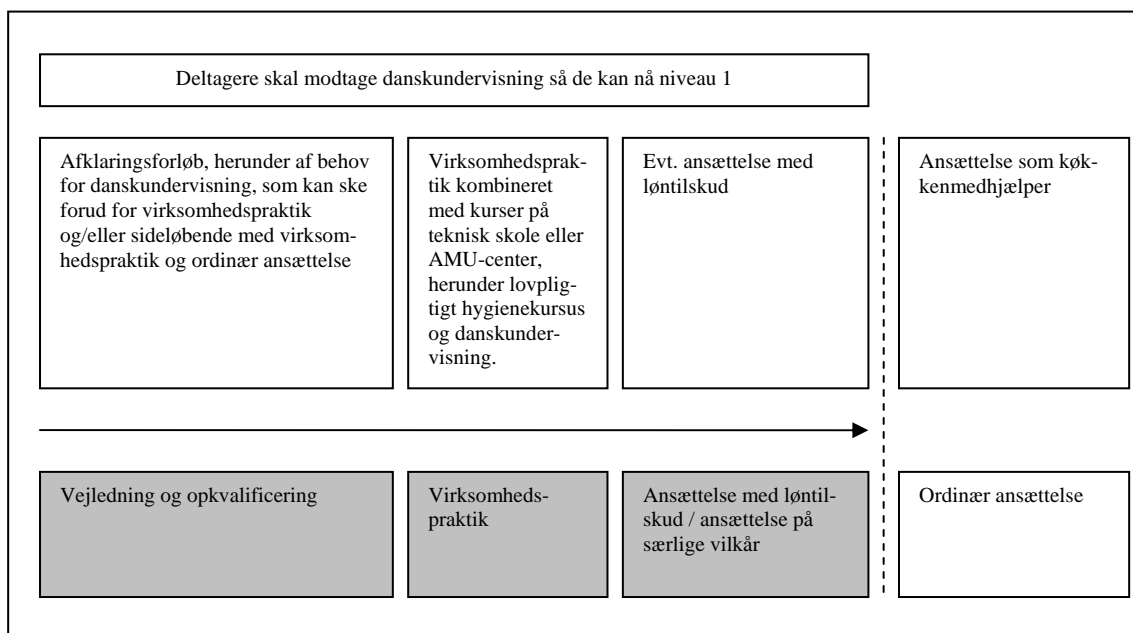 Deltagere skal modtage danskundervisning så de kan nå niveau 1
Afklaringsforløb, herunder af behov
for danskundervisning, som kan ske
forud for virksomhedspraktik
og/eller sideløbende med virksom-
hedspraktik og ordinær ansættelse
Virksomhedsprak-
tik kombineret
med kurser på
teknisk skole eller
AMU-center,
herunder lovplig-
tigt hygienekursus
og danskunder-
visning.
Evt. ansættelse med
løntilskud
Ansættelse som køk-
kenmedhjælper
Vejledning og opkvalificering
Virksomheds-
praktik
Ansættelse med løntil-
skud / ansættelse på
særlige vilkår
Ordinær ansættelse